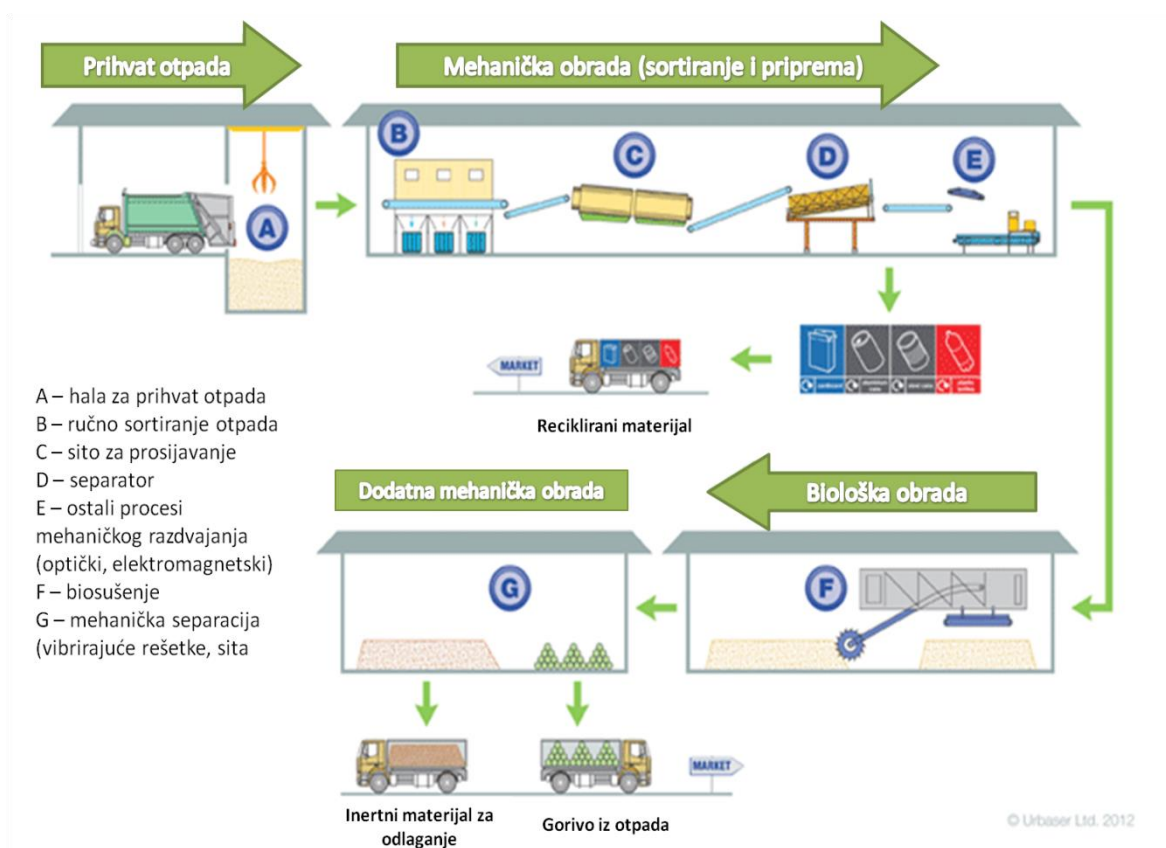 Prihvat otpada
Mehanička obrada (sortiranje i priprema)
A
B
C
D
E
MARKET
Reciklirani materijal
A – hala za prihvat otpada
B – ručno sortiranje otpada
C – sito za prosijavanje
D – separator
E – ostali procesi
mehaničkog razdvajanja
(optički, elektromagnetski)
F – biosušenje
G – mehanička separacija
(vibrirajuće rešetke, sita
Dodatna mehanička obrada
Biološka obrada
G
F
MARKET
Inertni materijal za
odlaganje
Gorivo iz otpada
© Urbaser Ltd. 2012